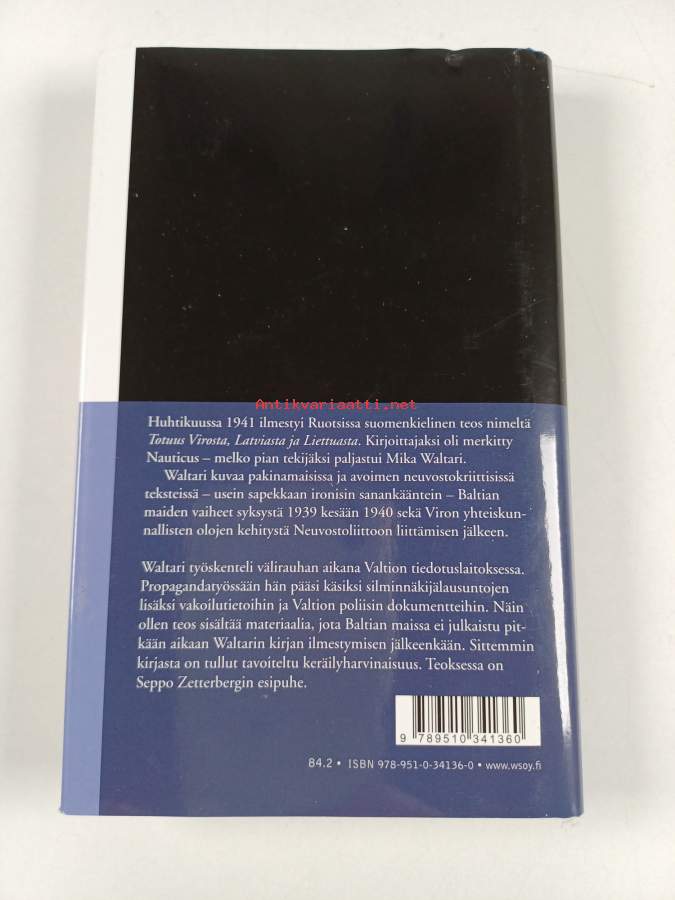 Antikvariaatti.net
Huhtikuussa 1941 ilmestyi Ruotsissa suomenkielinen teos nimeltä
Totuus Virosta, Latviasta ja Liettuasta. Kirjoittajaksi oli merkitty
Nauticus – melko pian tekijäksi paljastui Mika Waltari.
Waltari kuvaa pakinamaisissa ja avoimen neuvostokriittisissä
teksteissä – usein sapekkaan ironisin sanankääntein – Baltian
maiden vaiheet syksystä 1939 kesään 1940 sekä Viron yhteiskun-
nallisten olojen kehitystä Neuvostoliittoon liittämisen jälkeen.
Waltari työskenteli välirauhan aikana Valtion tiedotuslaitoksessa.
Propagandatyössään hän pääsi käsiksi silminnäkijälausuntojen
lisäksi vakoilutietoihin ja Valtion poliisin dokumentteihin. Näin
ollen teos sisältää materiaalia, jota Baltian maissa ei julkaistu pit-
kään aikaan Waltarin kirjan ilmestymisen jälkeenkään. Sittemmin
kirjasta on tullut tavoiteltu keräilyharvinaisuus. Teoksessa on
Seppo Zetterbergin esipuhe.
9 789510 341360
84.2 • ISBN 978-951-0-34136-0 • www.wsoy.fi